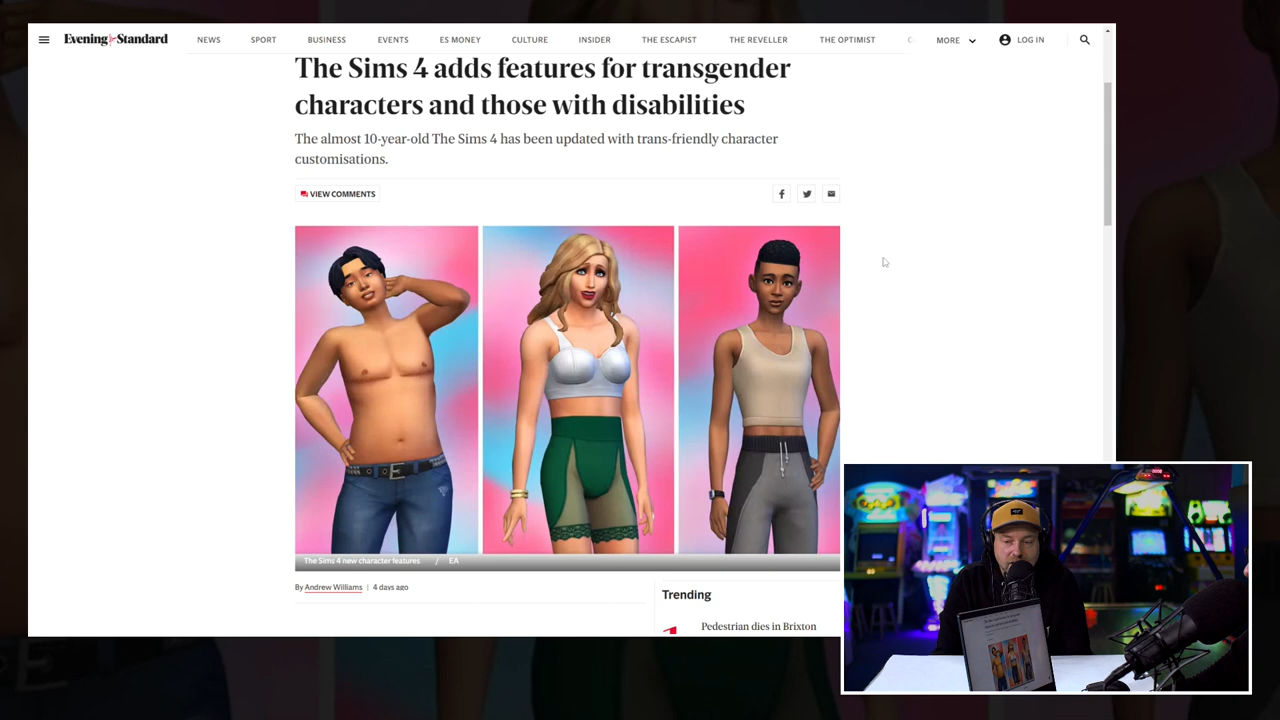 Evening Standard
NEWS
SPORT
BUSINESS
EVENTS
ES MONEY
CULTURE
INSIDER
THE ESCAPIST
THE REVELLER
THE OPTIMIST
MORE
LOG IN
The Sims 4 adds features for transgender
characters and those with disabilities
The almost 10-year-old The Sims 4 has been updated with trans-friendly character
customisations.
VIEW COMMENTS
The Sims 4 new character features / EA
By Andrew Williams | 4 days ago
Trending
1
Pedestrian dies in Brixton